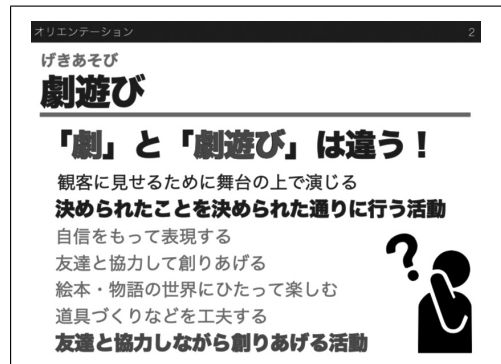 オリエンテーション 2
げきあそび
劇遊び
「劇」と「劇遊び」は違う！
観客に見せるために舞台の上で演じる
決められたことを決められた通りに行う活動
自信をもって表現する
友達と協力して創りあげる
絵本・物語の世界にひたって楽しむ
道具づくりなどを工夫する
友達と協力しながら創りあげる活動
?